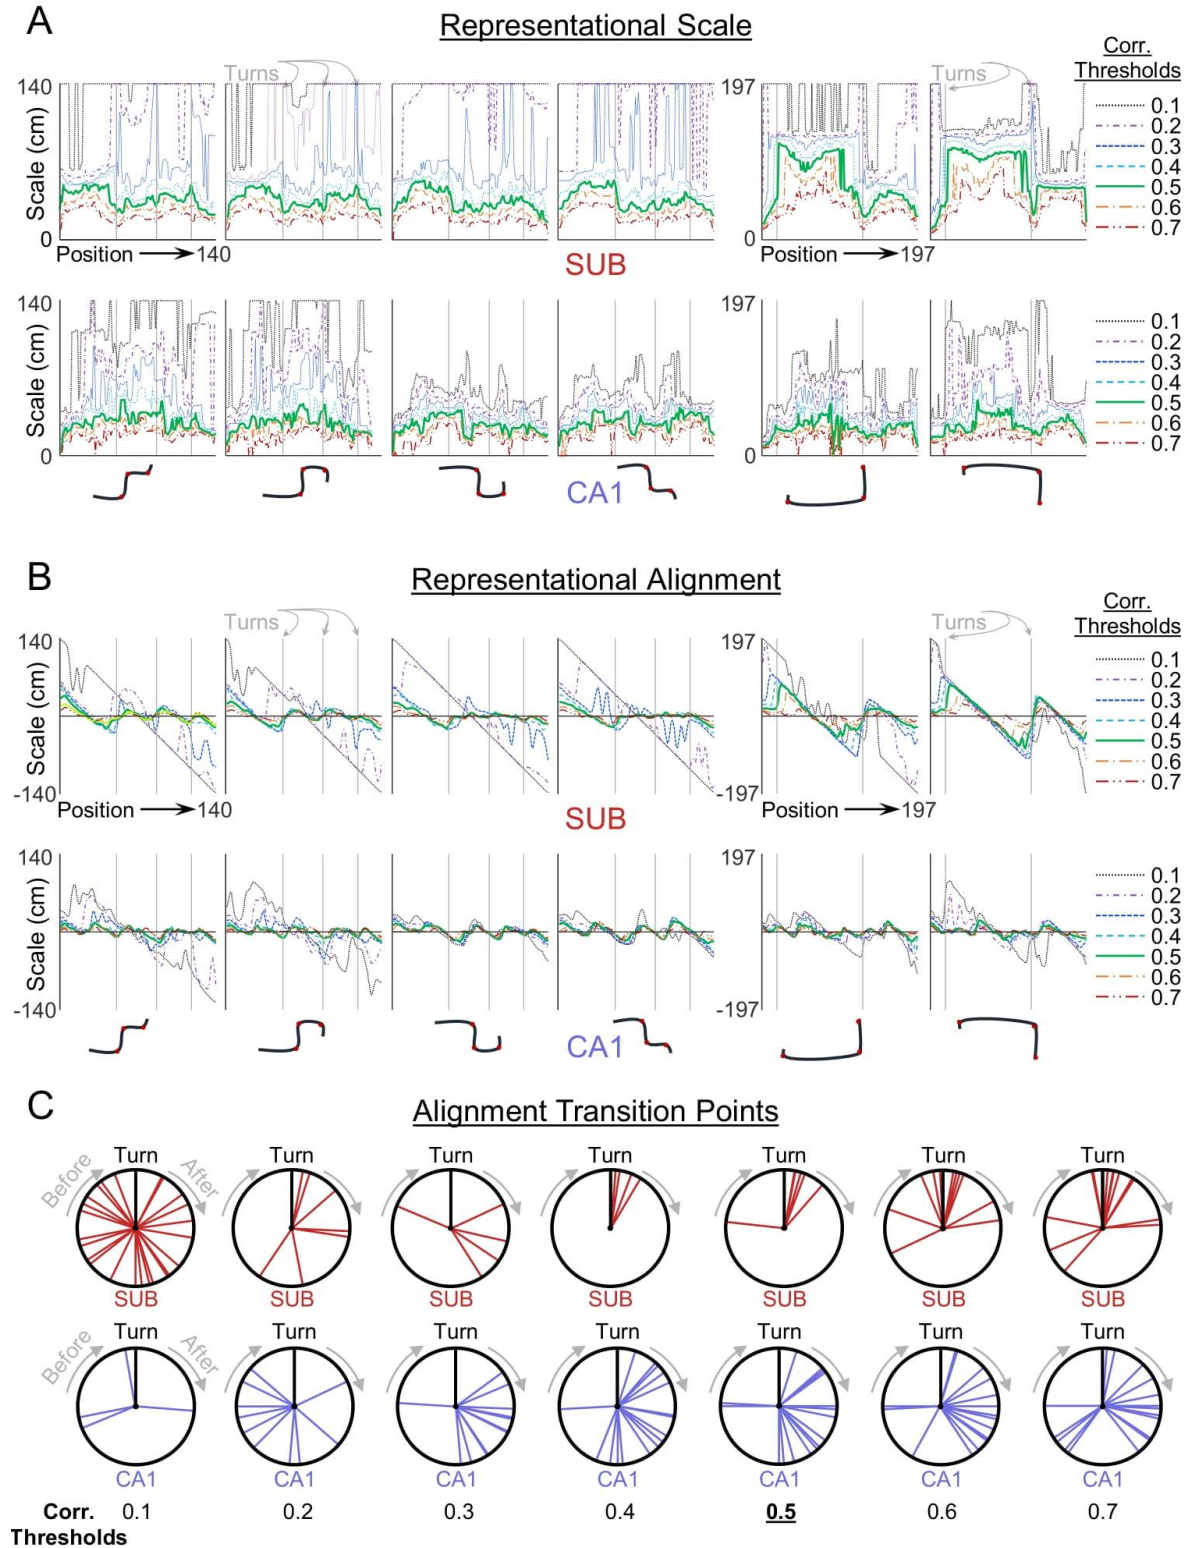 A
Representational Scale
Corr.
Thresholds
Turns
Turns
Scale (cm)
140
0
197
0
0.1
0.2
0.3
0.4
0.5
0.6
0.7
Position 140
SUB
Position 197
Scale (cm)
140
0
197
0
0.1
0.2
0.3
0.4
0.5
0.6
0.7
CA1
B
Representational Alignment
Corr.
Thresholds
Turns
Turns
Scale (cm)
140
-140
197
-197
0.1
0.2
0.3
0.4
0.5
0.6
0.7
Position 140
SUB
Position 197
Scale (cm)
140
-140
197
-197
0.1
0.2
0.3
0.4
0.5
0.6
0.7
CA1
C
Alignment Transition Points
Turn Turn Turn Turn Turn Turn Turn
Before After
SUB SUB SUB SUB SUB SUB SUB
Turn Turn Turn Turn Turn Turn Turn
Before After
CA1 CA1 CA1 CA1 CA1 CA1 CA1
Corr. 0.1 0.2 0.3 0.4 0.5 0.6 0.7
Thresholds